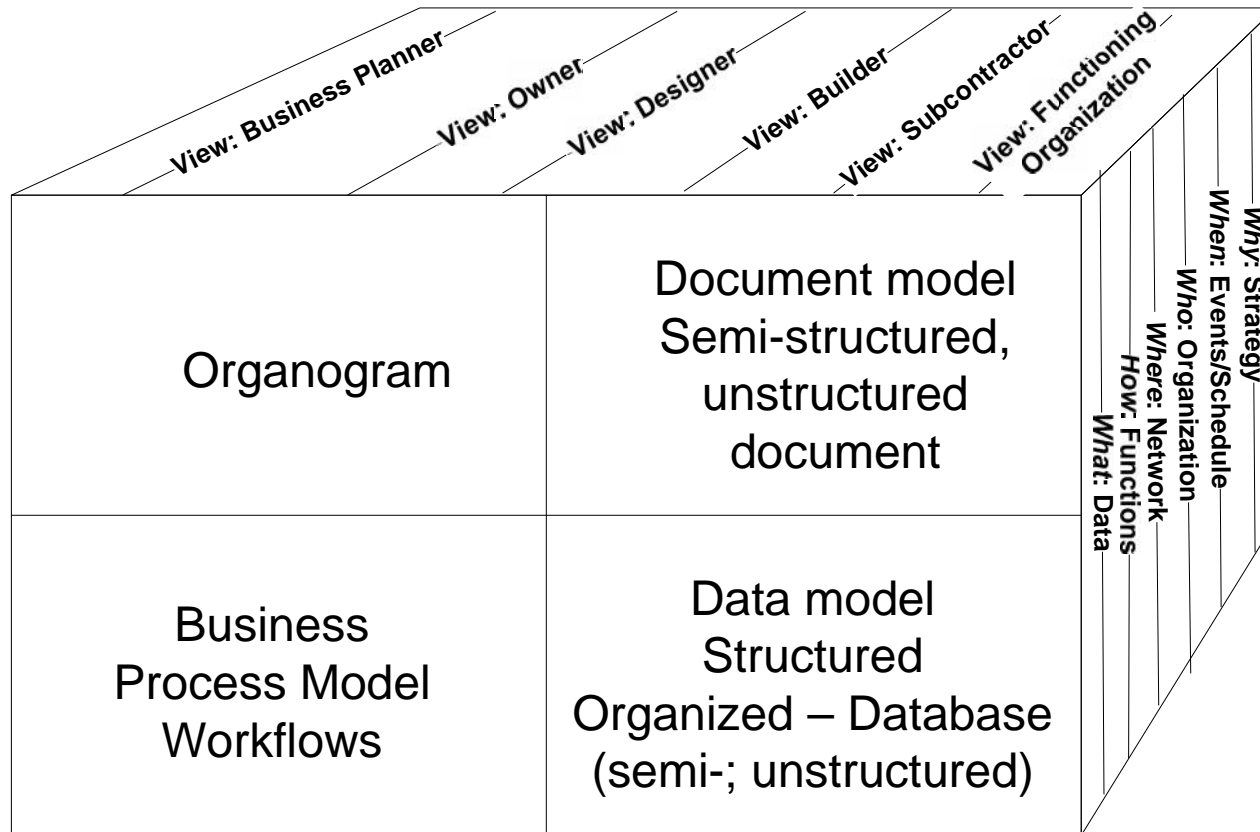 View: Business Planner
View: Owner
View: Designer
View: Builder
View: Subcontractor
View: Functioning
Organization
Organogram
Document model
Semi-structured,
unstructured
document
Business
Process Model
Workflows
Data model
Structured
Organized – Database
(semi-; unstructured)
What: Data
How: Functions
Where: Network
Who: Organization
When: Events/Schedule
Why: Strategy